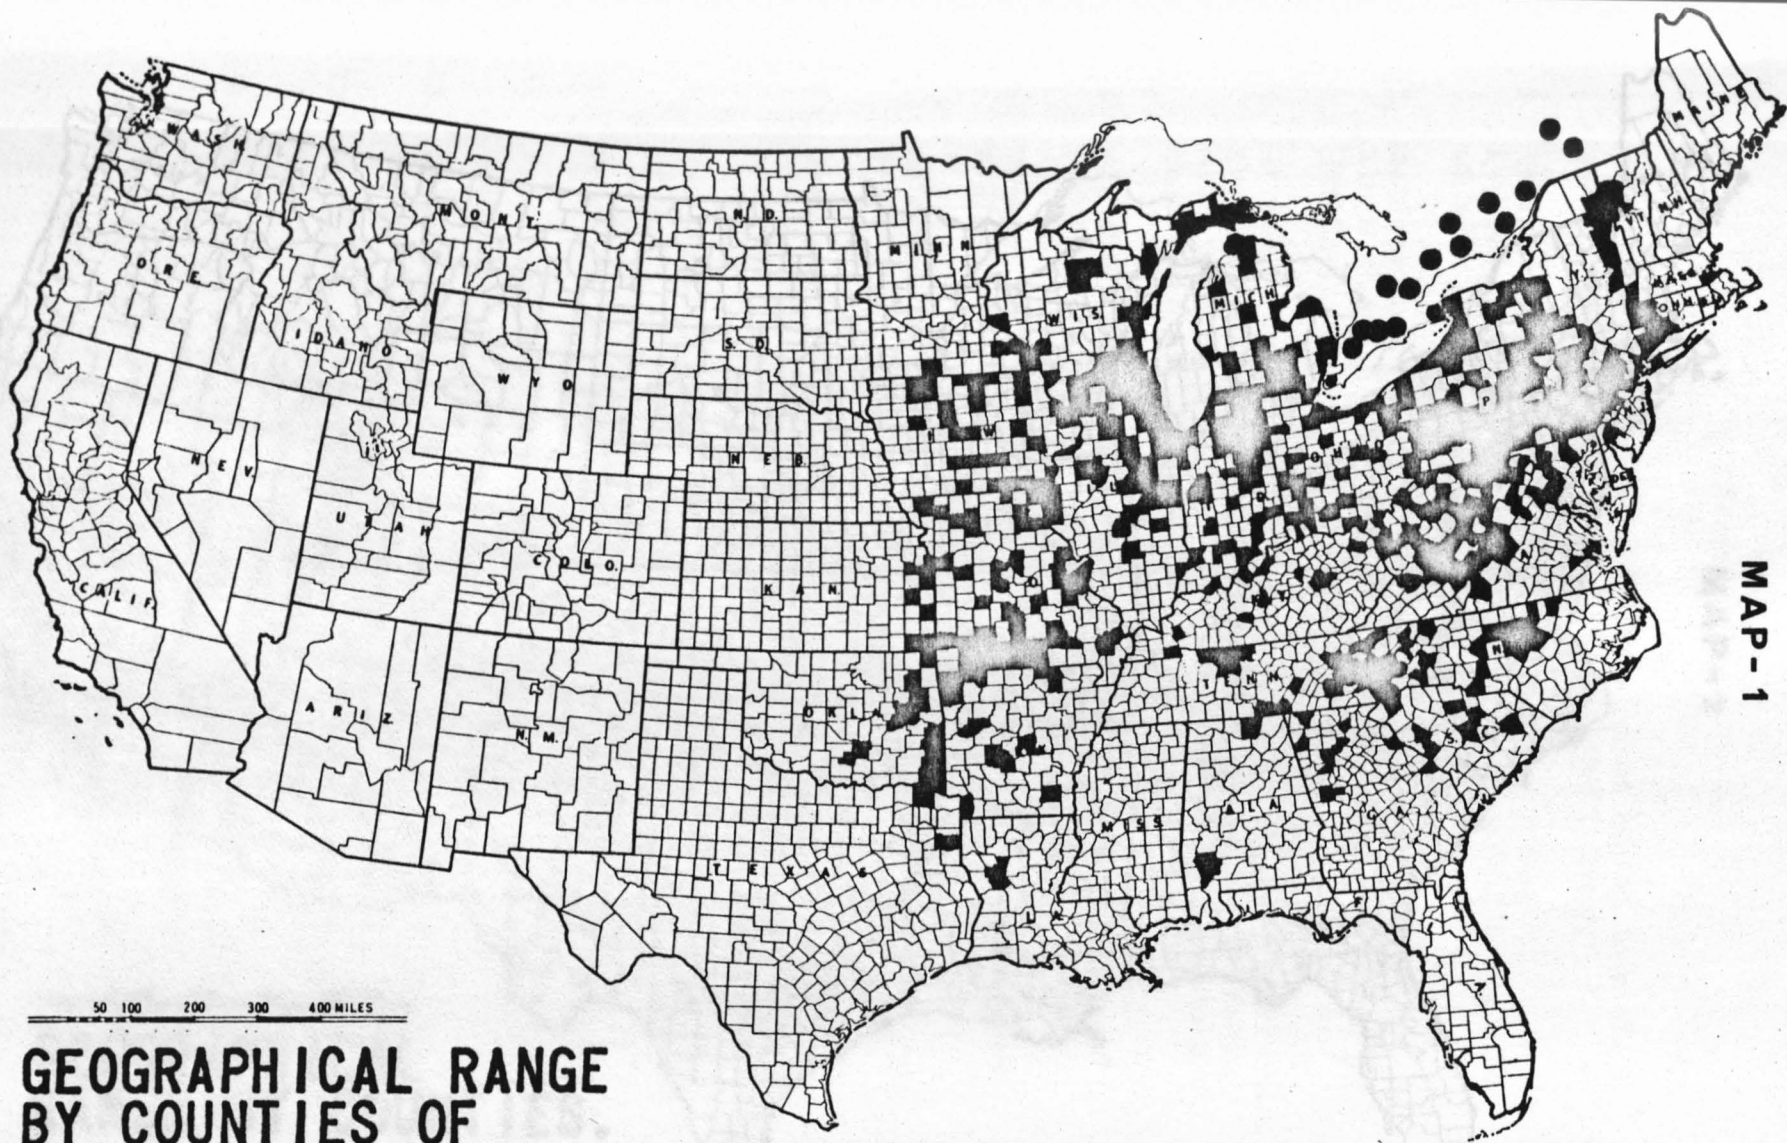 WASH
MONT.
N.D.
MINN
MAINE
VT.
N.H.
ORE
IDAHO
WYO
S.D.
WIS.
MICH
MASS
CONN
NEV.
UTAH
COLO.
NEB.
KAN
OHIO
P
DEL
CALIF.
ARIZ
N.M.
OKLA
TENN
N
S C
TEXAS
MISS
ALA
LA
F
MAP-1
50 100 200 300 400 MILES
GEOGRAPHICAL RANGE
BY COUNTIES OF